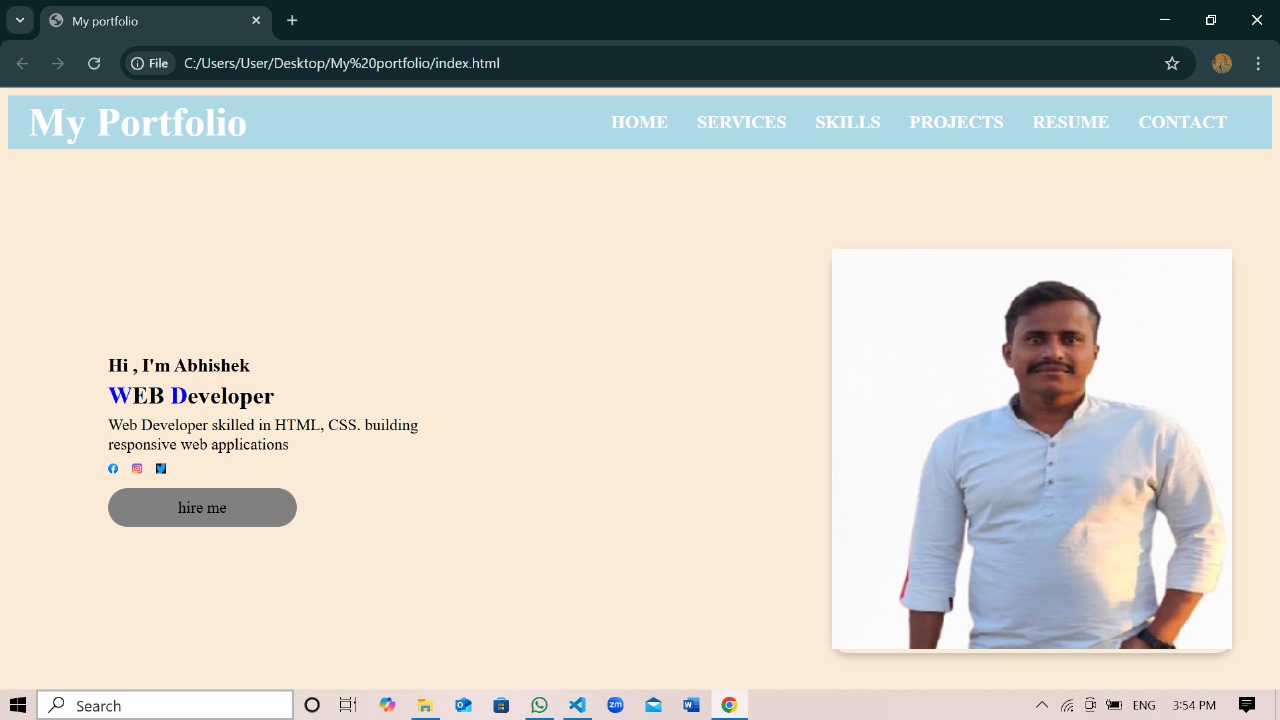 My portfolio
File
C:/Users/User/Desktop/My%20portfolio/index.html
My Portfolio
HOME SERVICES SKILLS PROJECTS RESUME CONTACT
Hi , I'm Abhishek
WEB Developer
Web Developer skilled in HTML, CSS. building
responsive web applications
hire me
Search
zm
W
ENG
3:54 PM